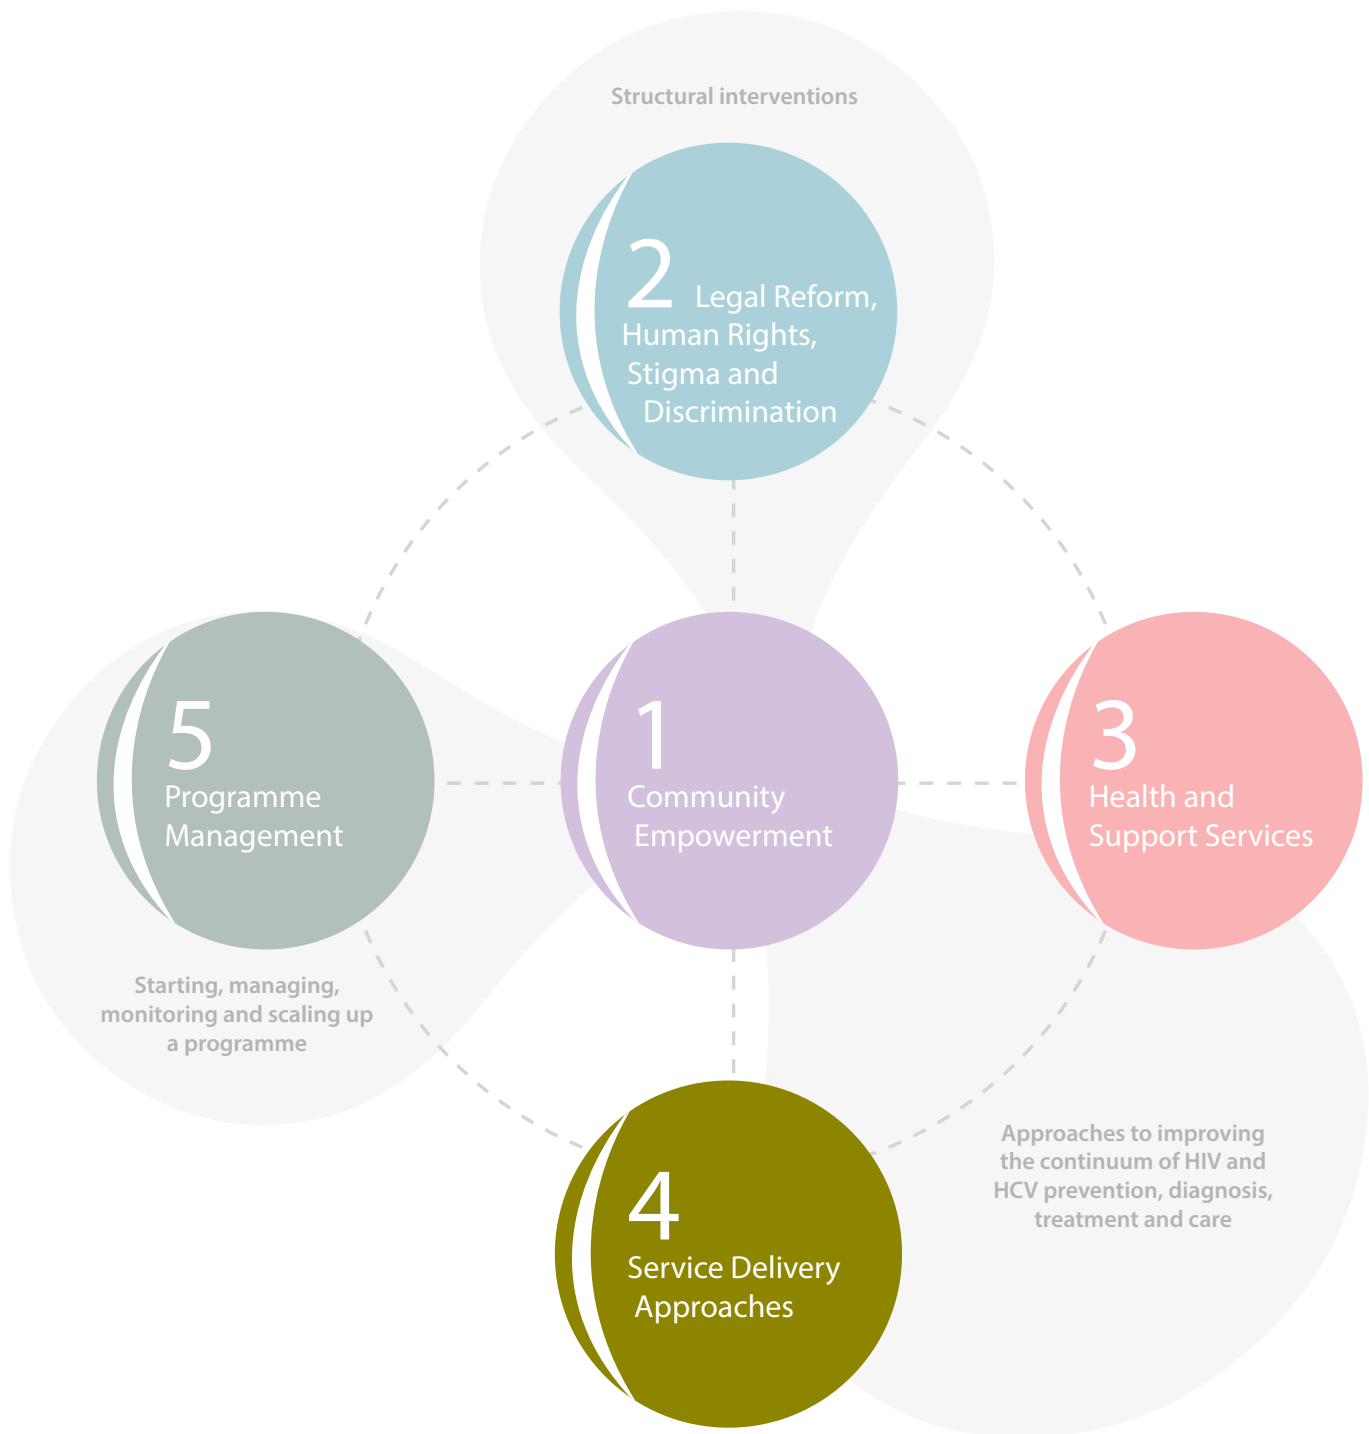 Structural interventions
2 Legal Reform,
Human Rights,
Stigma and
Discrimination
5
Programme
Management
1
Community
Empowerment
3
Health and
Support Services
Starting, managing,
monitoring and scaling up
a programme
Approaches to improving
the continuum of HIV and
HCV prevention, diagnosis,
treatment and care
4
Service Delivery
Approaches